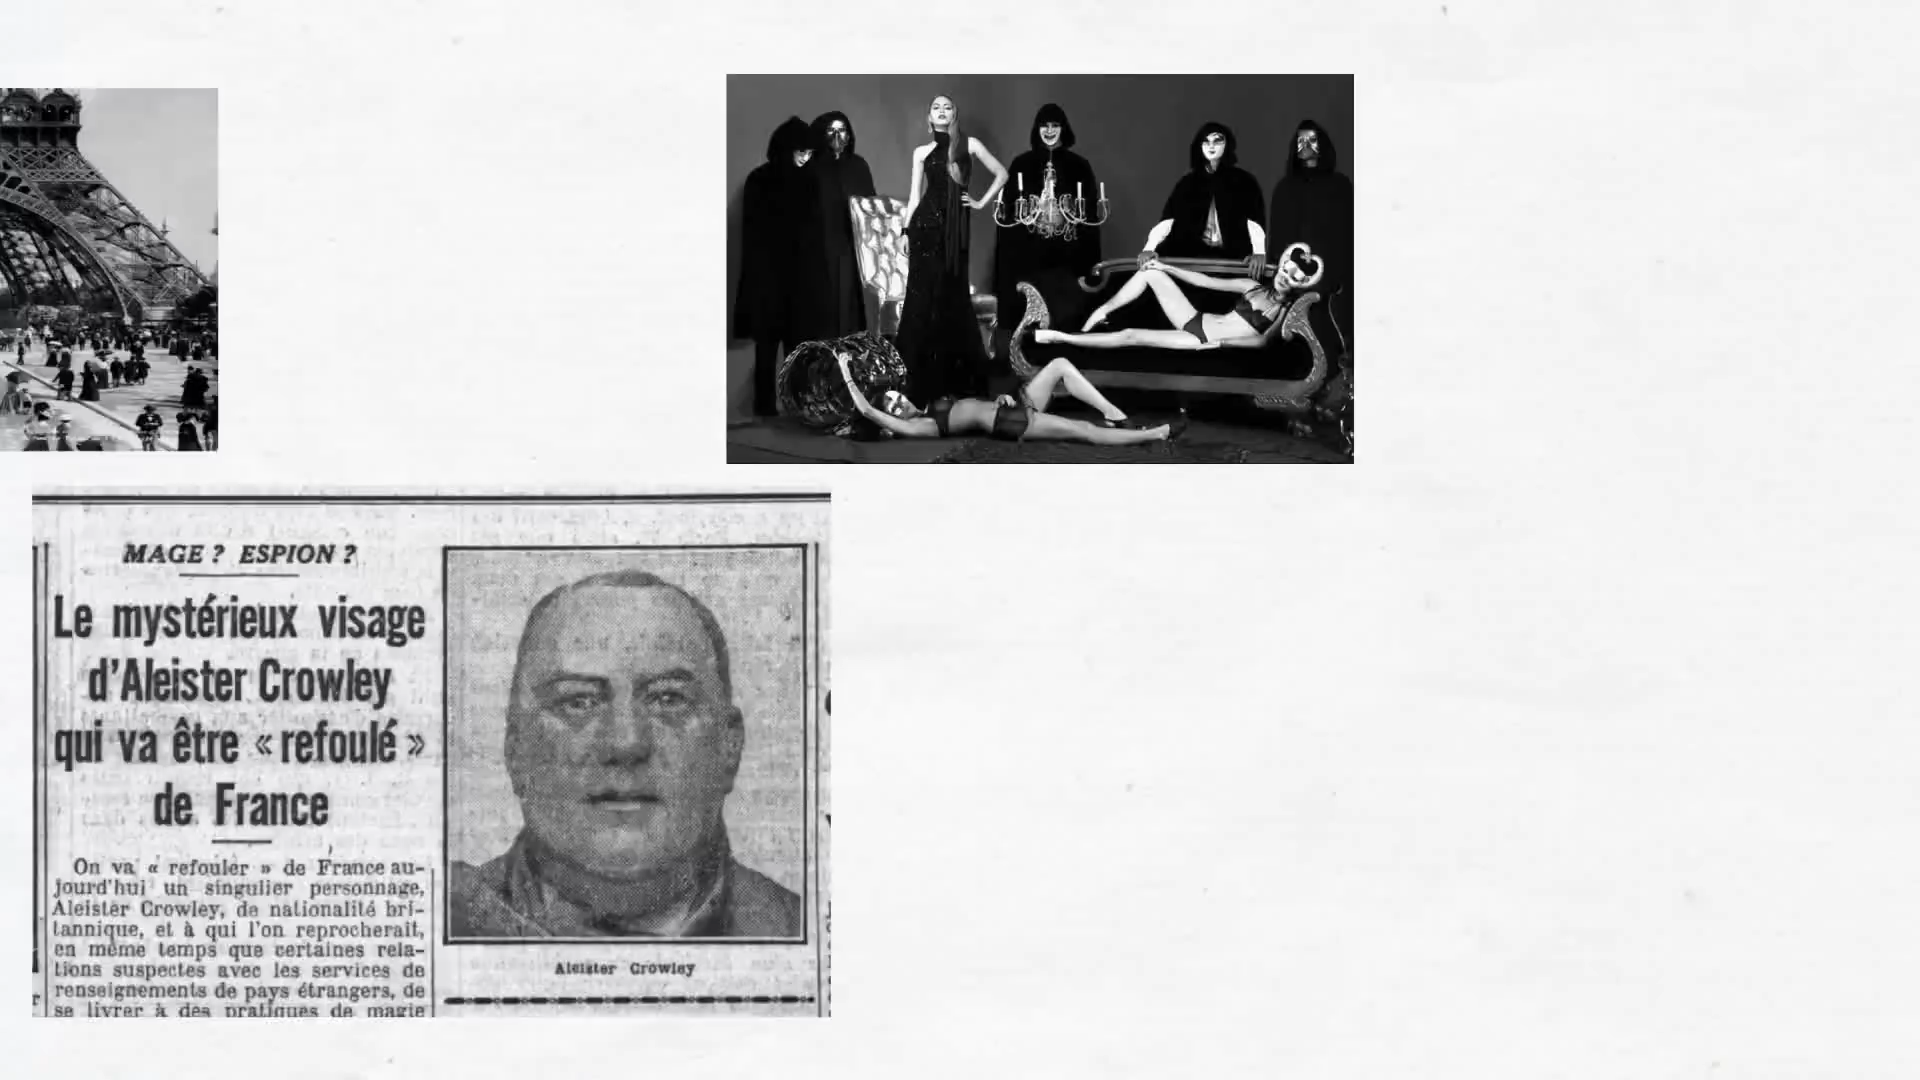 MAGE ? ESPION ?
Le mystérieux visage
d'Aleister Crowley
qui va être « refoulé »
de France
On va « refouler » de France au-
jourd'hui un singulier personnage,
Aleister Crowley, de nationalité bri-
tannique, et à qui l'on reprocherait,
en même temps que certaines rela-
tions suspectes avec les services de
renseignements de pays étrangers, de
se livrer à des pratiques de magie
Aleister Crowley